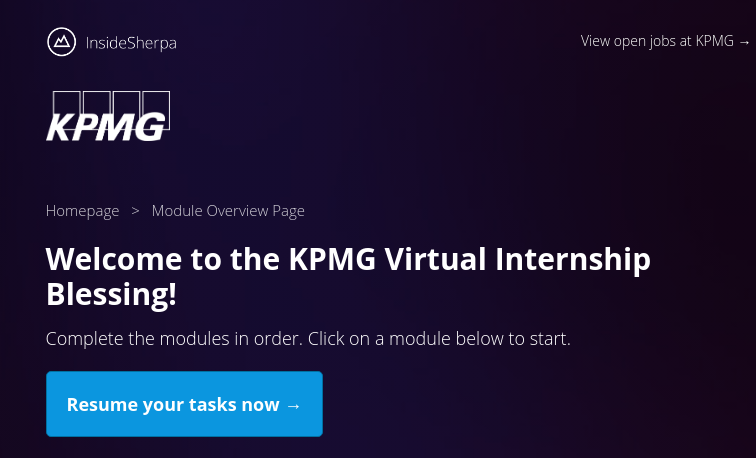 InsideSherpa
View open jobs at KPMG →
KPMG
Homepage > Module Overview Page
Welcome to the KPMG Virtual Internship
Blessing!
Complete the modules in order. Click on a module below to start.
Resume your tasks now →